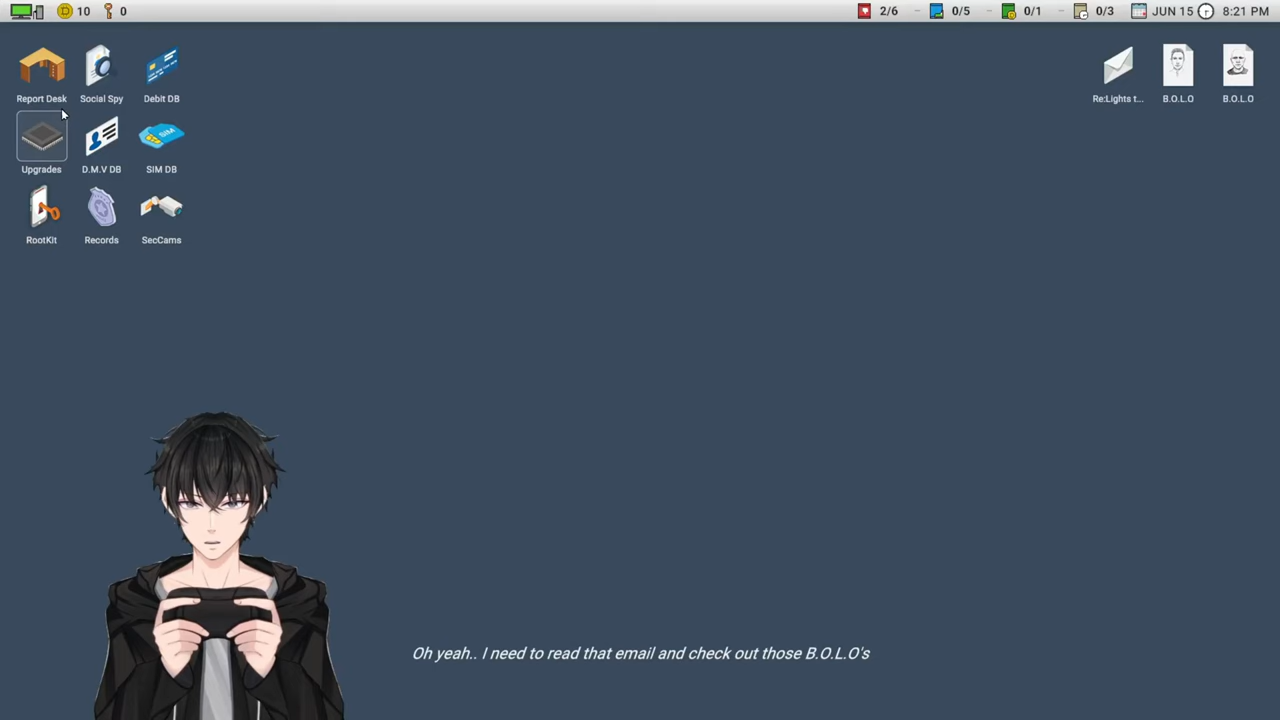 10 0 2/6 - 0/5 - 0/1 - 0/3 JUN 15 8:21 PM
Report Desk Social Spy Debit DB Re:Lights t... B.O.L.O B.O.L.O
Upgrades D.M.V DB SIM DB
RootKit Records SecCams
Oh yeah.. I need to read that email and check out those B.O.L.O's